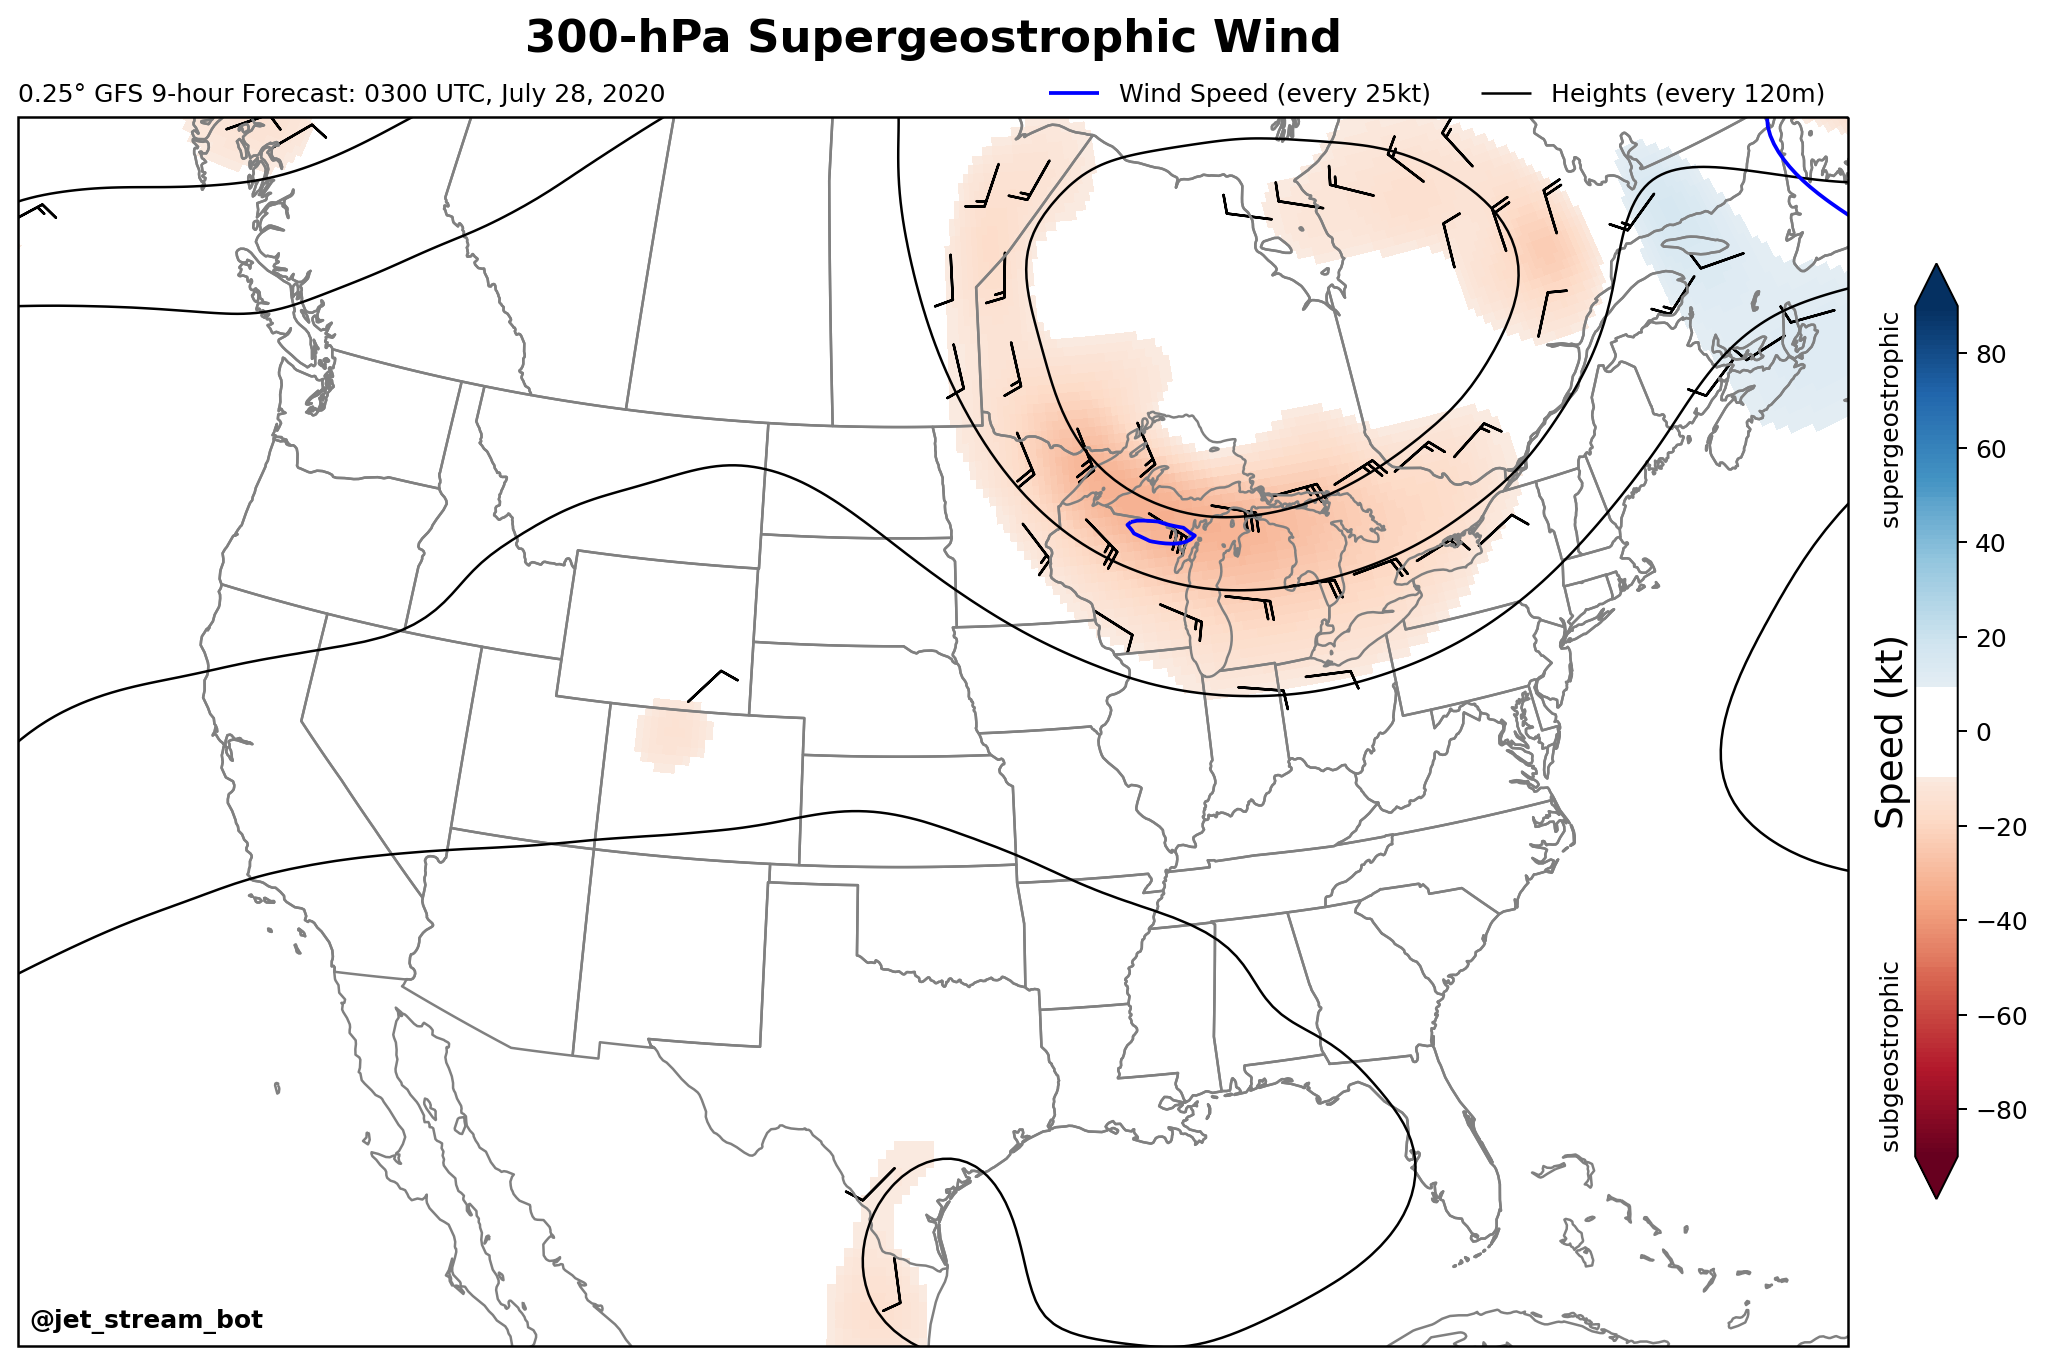 300-hPa Supergeostrophic Wind
0.25° GFS 9-hour Forecast: 0300 UTC, July 28, 2020
Wind Speed (every 25kt)
Heights (every 120m)
supergeostrophic
Speed (kt)
subgeostrophic
80
60
40
20
0
−20
−40
−60
−80
@jet_stream_bot